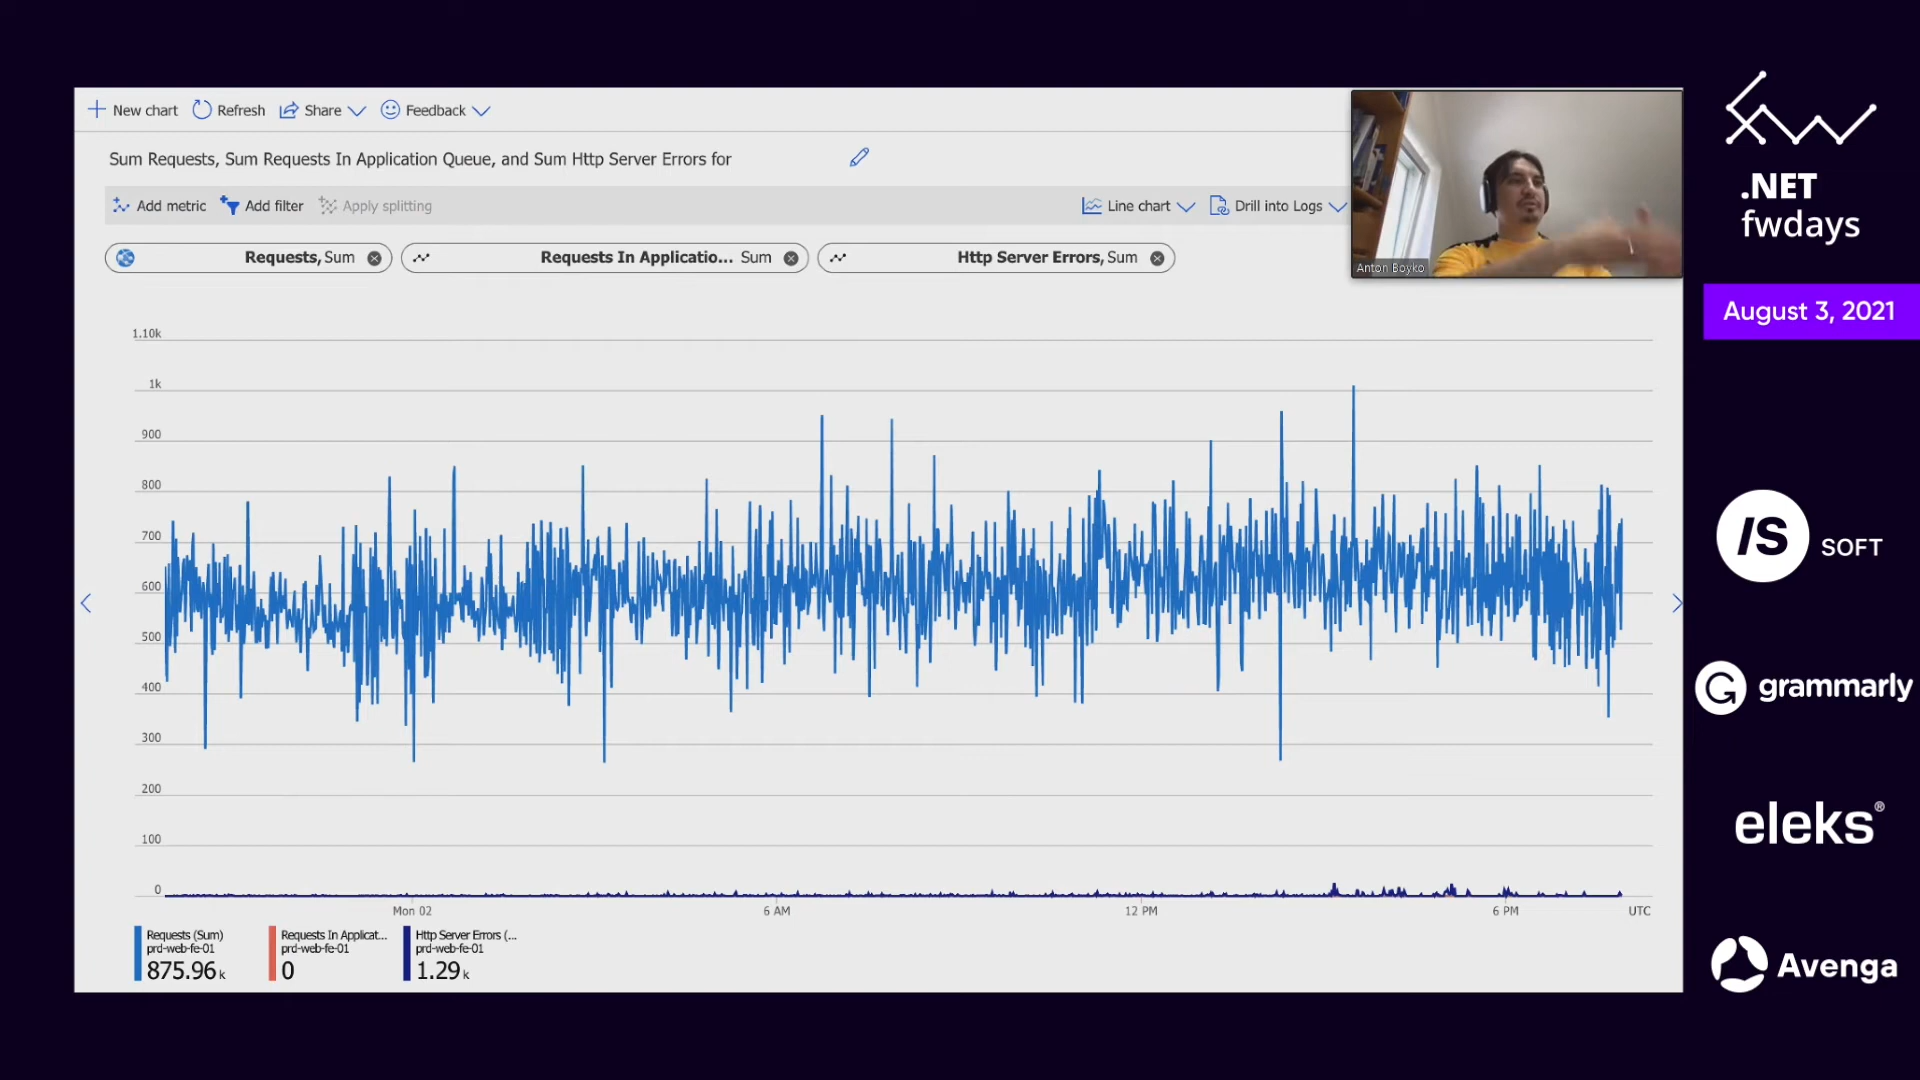 New chart
Refresh
Share
Feedback
Sum Requests, Sum Requests In Application Queue, and Sum Http Server Errors for
Add metric
Add filter
Apply splitting
Line chart
Drill into Logs
Requests, Sum
Requests In Applicatio... Sum
Http Server Errors, Sum
Anton Boyko
1.10k
1k
900
800
700
600
500
400
300
200
100
0
Mon 02
6 AM
12 PM
6 PM
UTC
Requests (Sum)
prd-web-fe-01
875.96 k
Requests In Applicat...
prd-web-fe-01
0
Http Server Errors (...
prd-web-fe-01
1.29 k
.NET
fwdays
August 3, 2021
/S SOFT
G grammarly
eleks®
Avenga